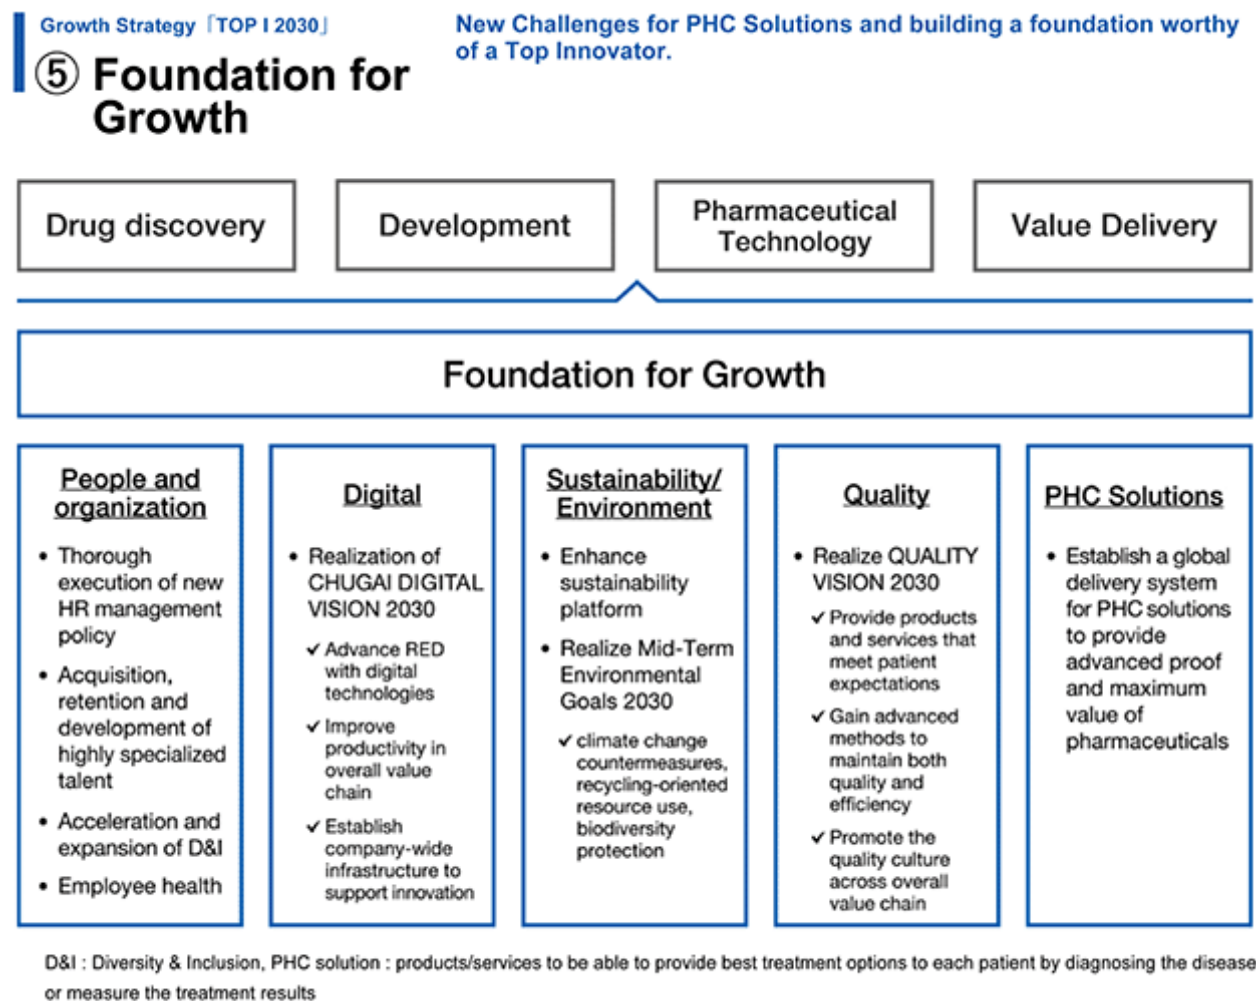 Growth Strategy「TOP I 2030」
New Challenges for PHC Solutions and building a foundation worthy
of a Top Innovator.
⑤ Foundation for
Growth
Drug discovery
Development
Pharmaceutical
Technology
Value Delivery
Foundation for Growth
People and
organization
• Thorough
execution of new
HR management
policy
• Acquisition,
retention and
development of
highly specialized
talent
• Acceleration and
expansion of D&I
• Employee health
Digital
• Realization of
CHUGAI DIGITAL
VISION 2030
✓ Advance RED
with digital
technologies
✓ Improve
productivity in
overall value
chain
✓ Establish
company-wide
infrastructure to
support innovation
Sustainability/
Environment
• Enhance
sustainability
platform
• Realize Mid-Term
Environmental
Goals 2030
✓ climate change
countermeasures,
recycling-oriented
resource use,
biodiversity
protection
Quality
• Realize QUALITY
VISION 2030
✓ Provide products
and services that
meet patient
expectations
✓ Gain advanced
methods to
maintain both
quality and
efficiency
✓ Promote the
quality culture
across overall
value chain
PHC Solutions
• Establish a global
delivery system
for PHC solutions
to provide
advanced proof
and maximum
value of
pharmaceuticals
D&I : Diversity & Inclusion, PHC solution : products/services to be able to provide best treatment options to each patient by diagnosing the disease
or measure the treatment results